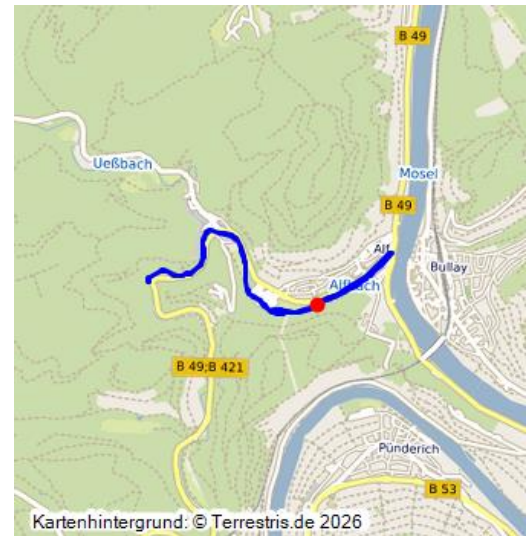 B 49
Ueßbach
Mosel
B 49
Alf
Bullay
Alfbach
B 49;B 421
Pünderich
B 53
Kartenhintergrund: © Terrestris.de 2026